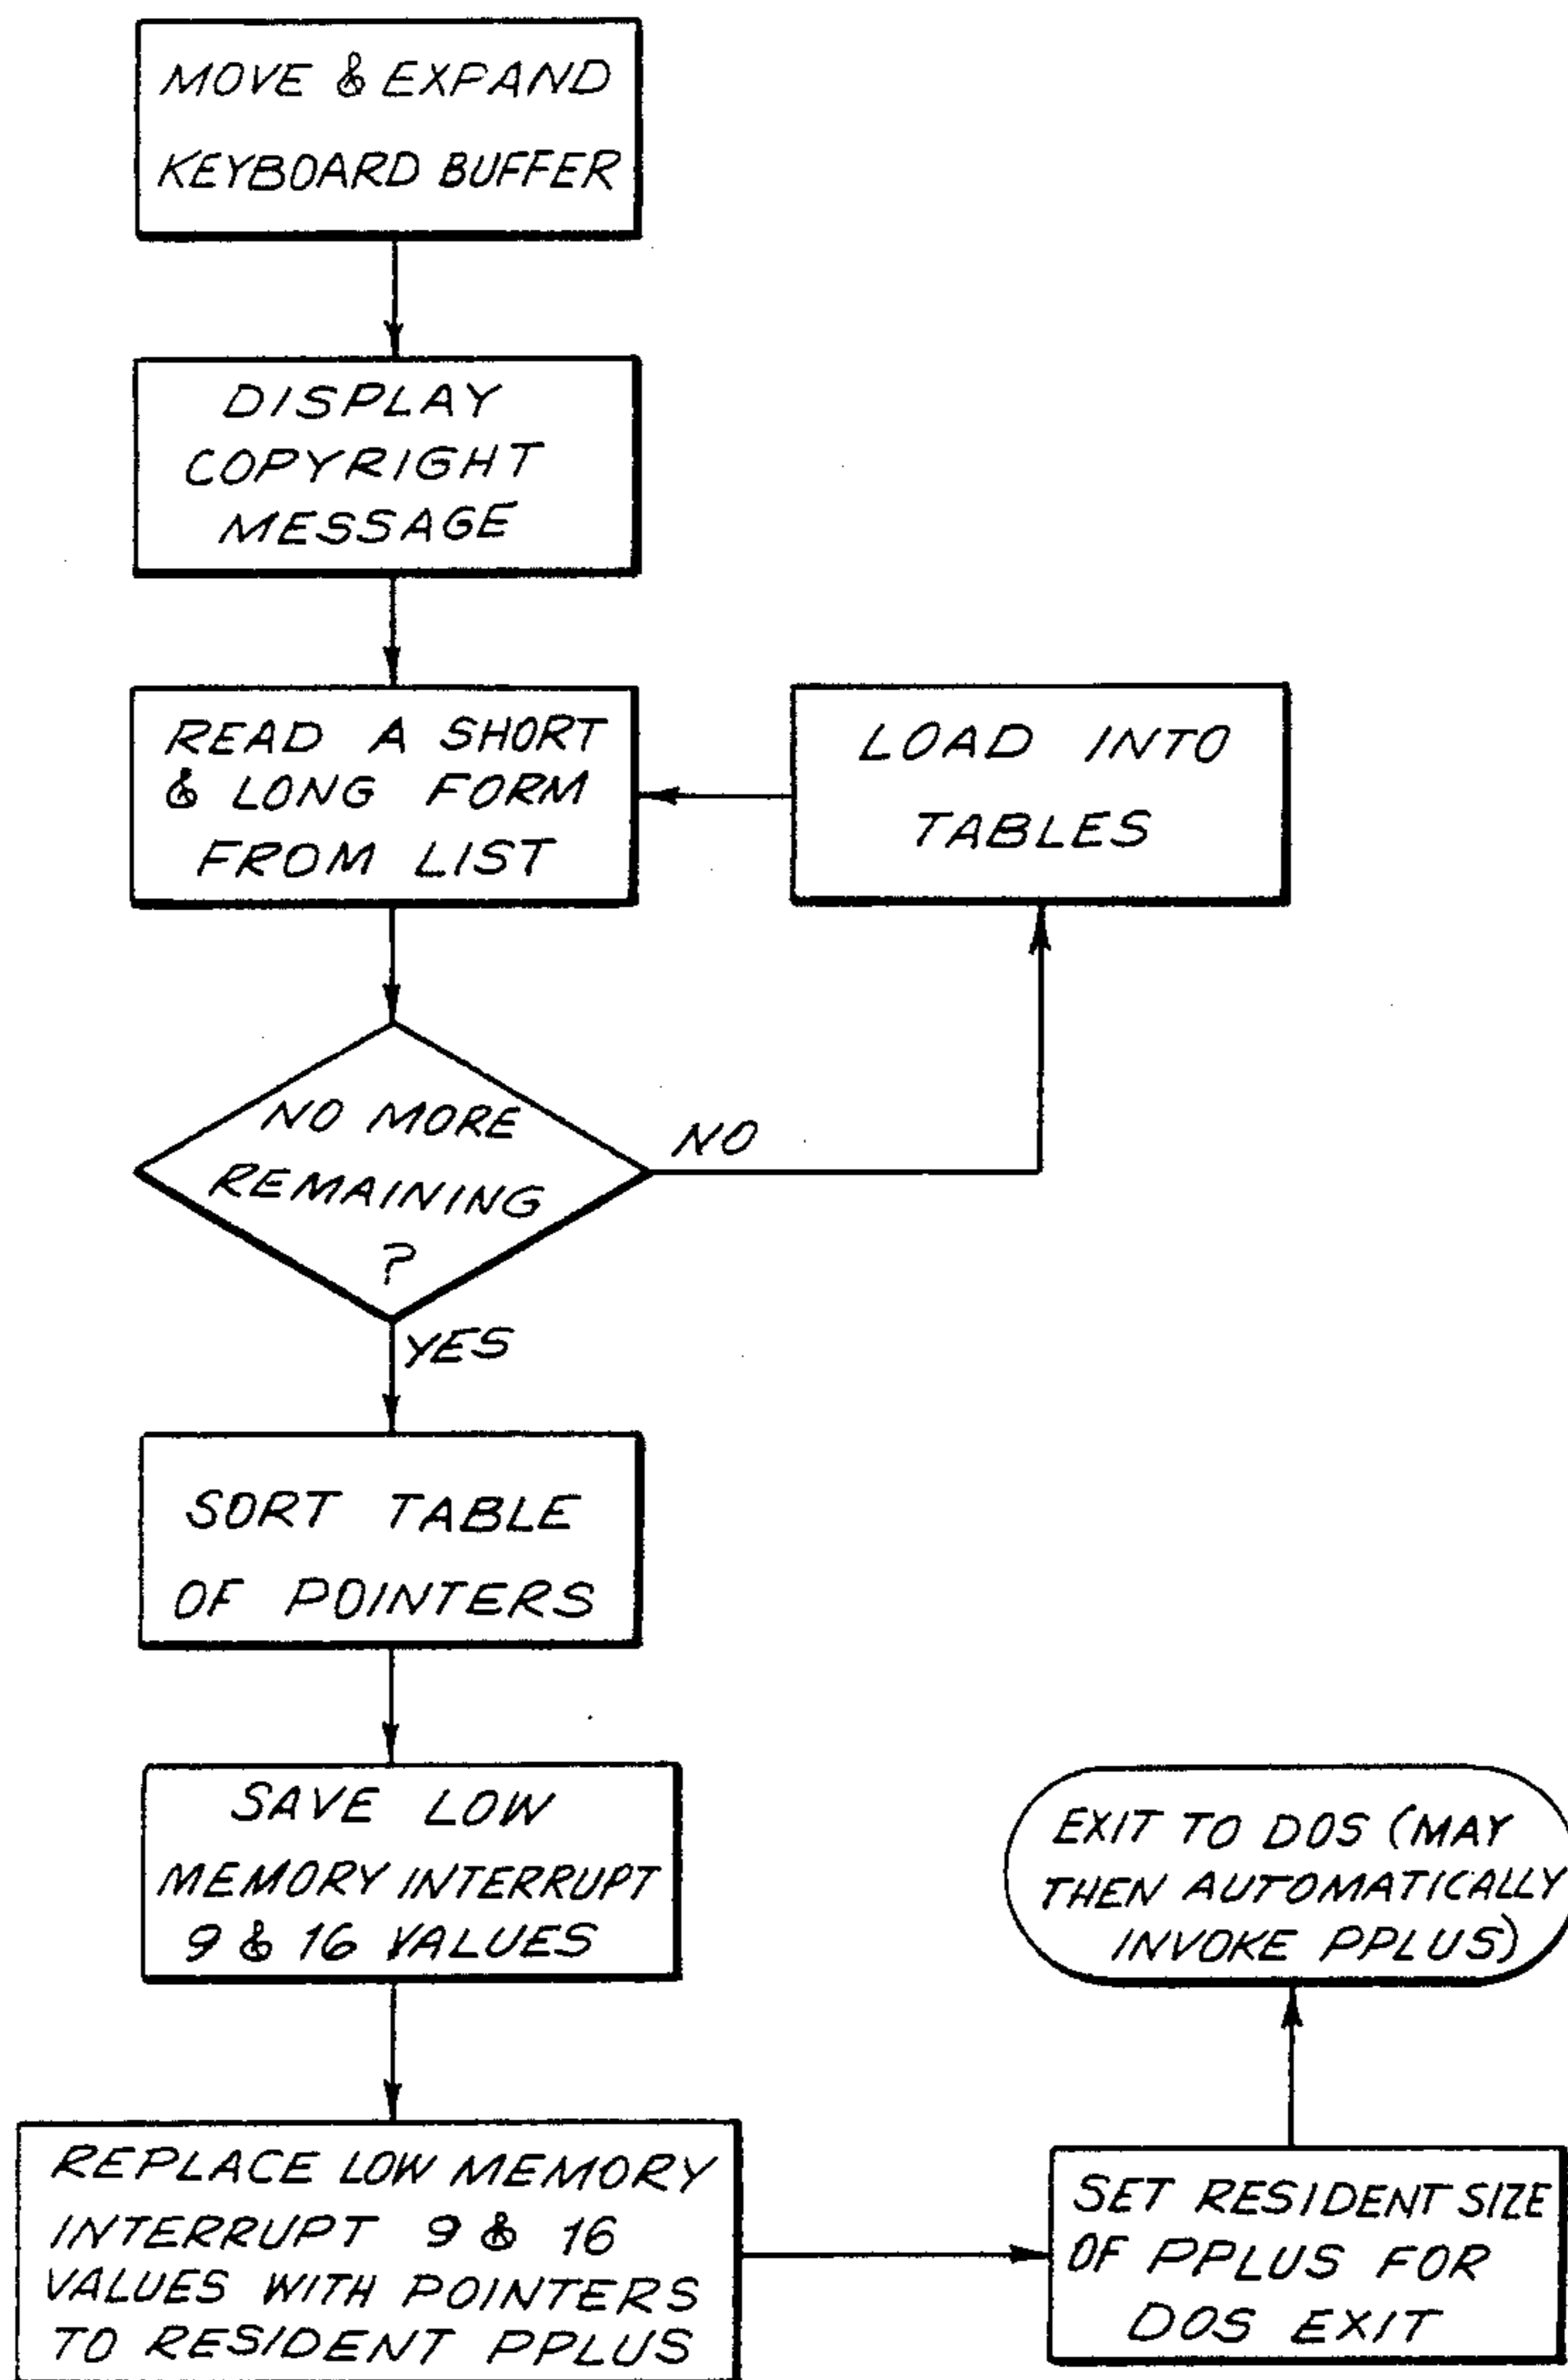 MOVE & EXPAND
KEYBOARD BUFFER
DISPLAY
COPYRIGHT
MESSAGE
READ A SHORT
& LONG FORM
FROM LIST
LOAD INTO
TABLES
NO MORE
REMAINING
?
NO
YES
SORT TABLE
OF POINTERS
SAVE LOW
MEMORY INTERRUPT
9 & 16 VALUES
REPLACE LOW MEMORY
INTERRUPT 9 & 16
VALUES WITH POINTERS
TO RESIDENT PPLUS
SET RESIDENT SIZE
OF PPLUS FOR
DOS EXIT
EXIT TO DOS (MAY
THEN AUTOMATICALLY
INVOKE PPLUS)